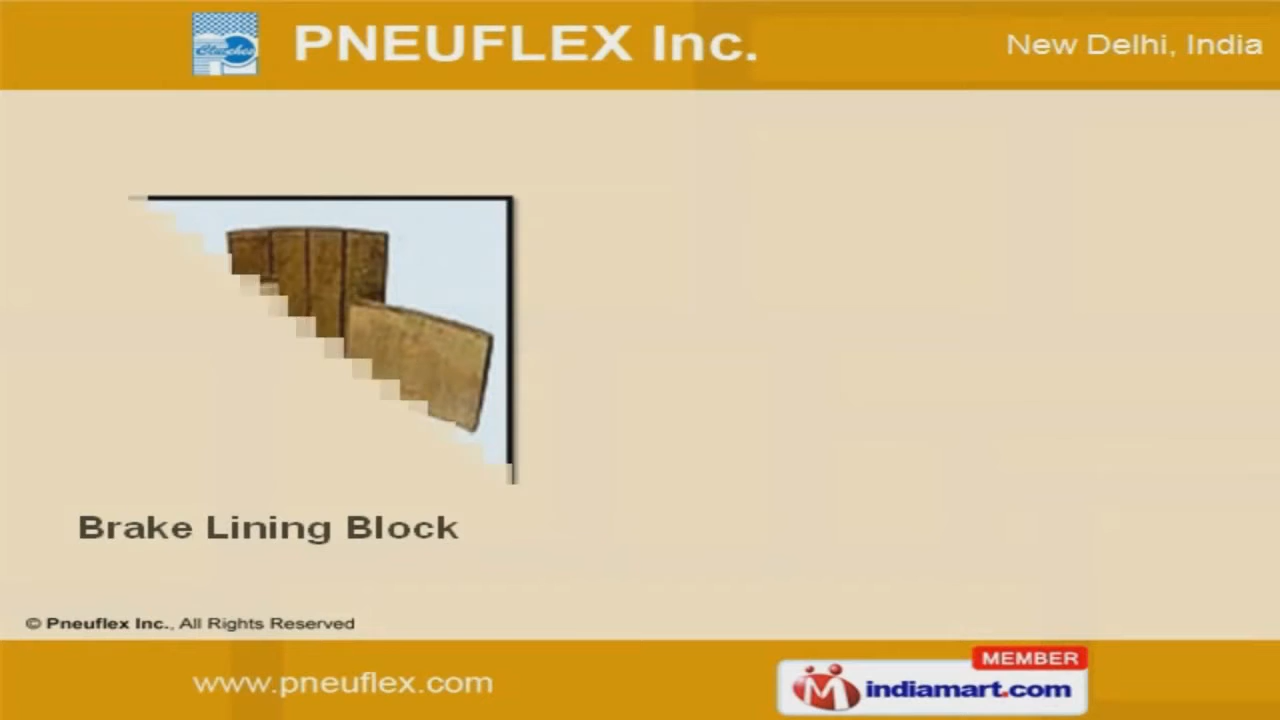 PNEUFLEX Inc.
New Delhi, India
Clutches
Brake Lining Block
© Pneuflex Inc., All Rights Reserved
www.pneuflex.com
MEMBER
indiamart.com